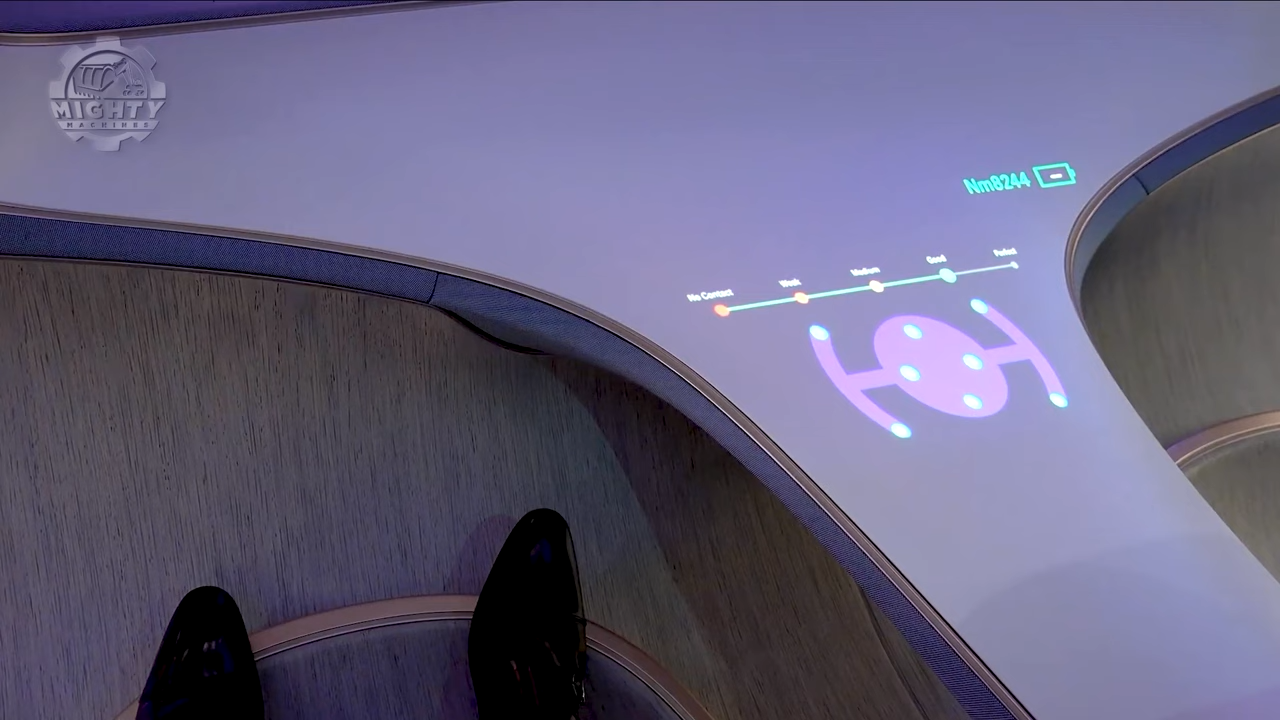 MIGHTY
MACHINES
Nm8244
No Contact
Weak
Medium
Good
Perfect